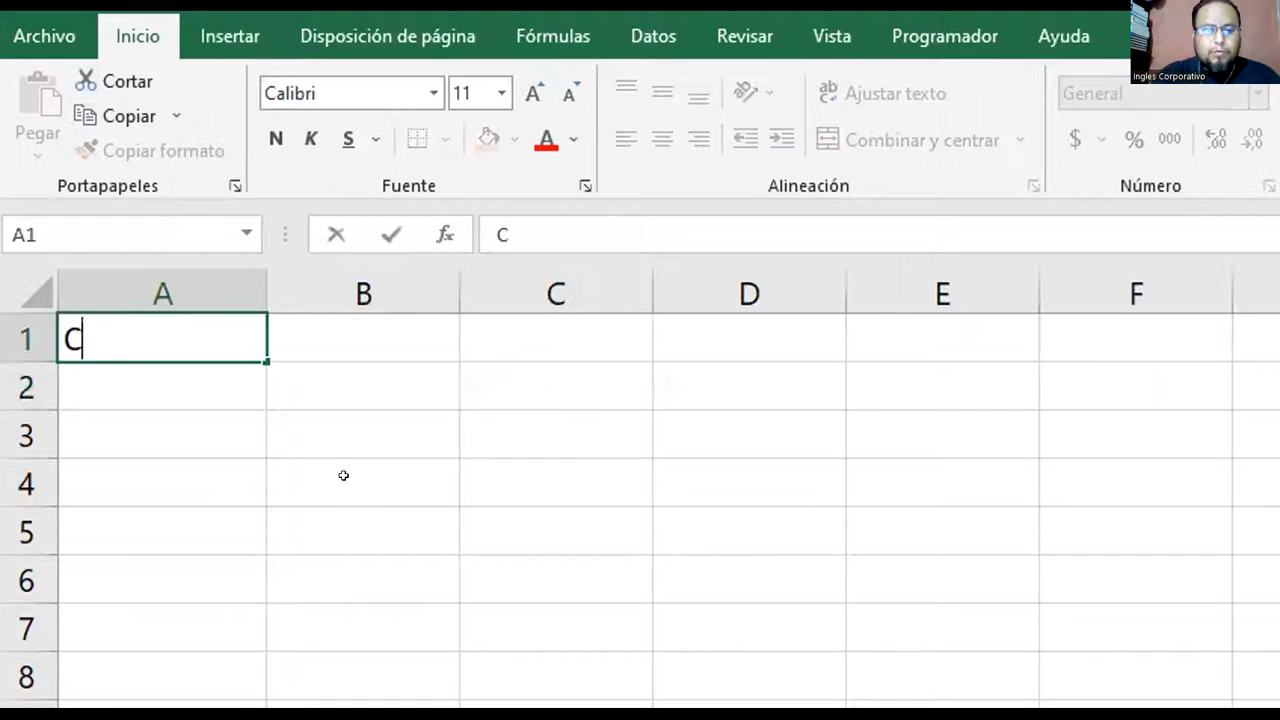 Archivo Inicio Insertar Disposición de página Fórmulas Datos Revisar Vista Programador Ayuda
Ingles Corporativo
Pegar
Cortar
Copiar
Copiar formato
Portapapeles
Calibri 11 A A
N K S A
Fuente
ab Ajustar texto
Combinar y centrar
Alineación
General
$ % 000
Número
A1 fx C
A B C D E F
1 C
2
3
4
5
6
7
8